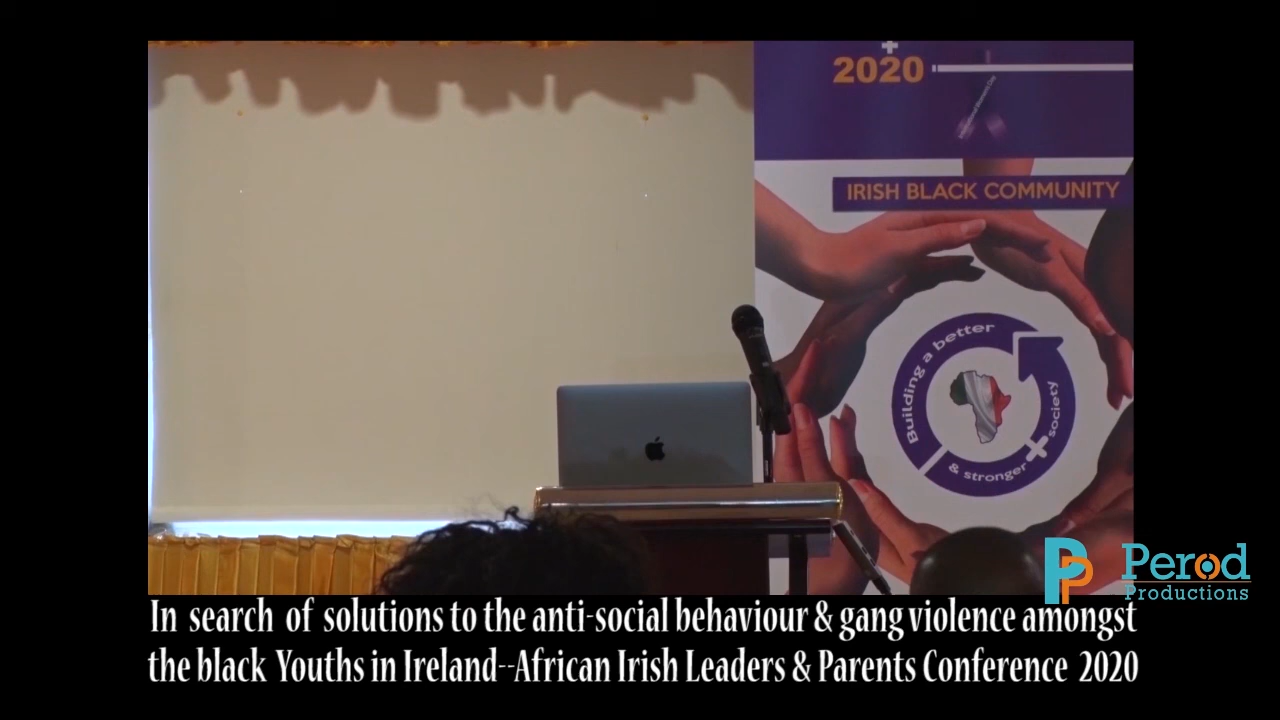 2020
IRISH BLACK COMMUNITY
Building a better
& stronger
society
Perod
Productions
In search of solutions to the anti-social behaviour & gang violence amongst
the black Youths in Ireland--African Irish Leaders & Parents Conference 2020